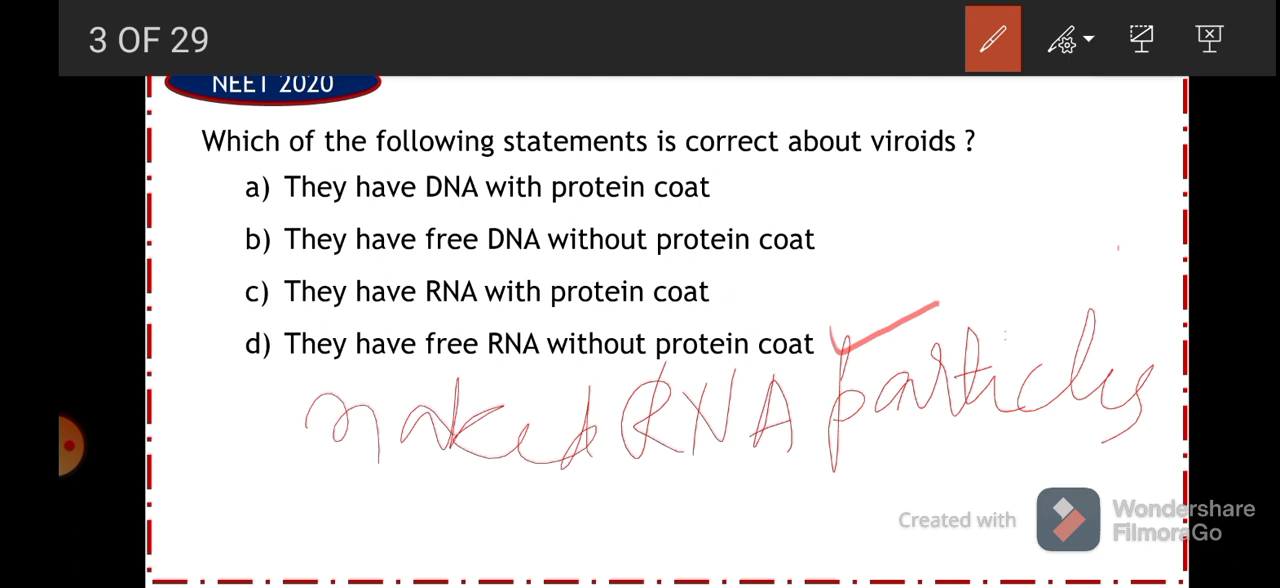 3 OF 29
NEET 2020
Which of the following statements is correct about viroids ?
a) They have DNA with protein coat
b) They have free DNA without protein coat
c) They have RNA with protein coat
d) They have free RNA without protein coat
naked RNA particles
Created with
Wondershare
FilmoraGo